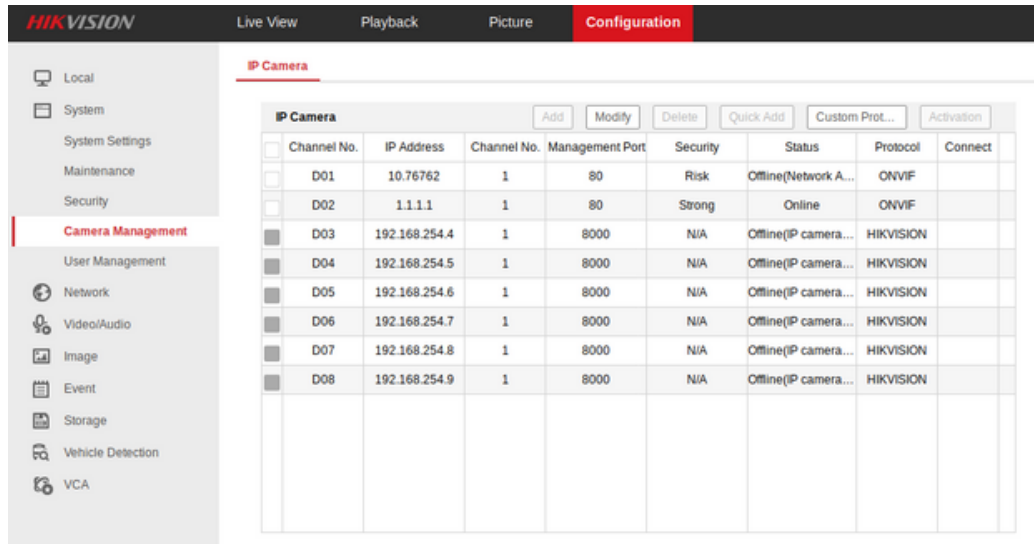 HIKVISION Live View Playback Picture Configuration
IP Camera
Local
System
System Settings
Maintenance
Security
Camera Management
User Management
Network
Video/Audio
Image
Event
Storage
Vehicle Detection
VCA
IP Camera Add Modify Delete Quick Add Custom Prot... Activation
Channel No. IP Address Channel No. Management Port Security Status Protocol Connect
D01 10.76762 1 80 Risk Offline(Network A... ONVIF
D02 1.1.1.1 1 80 Strong Online ONVIF
D03 192.168.254.4 1 8000 N/A Offline(IP camera... HIKVISION
D04 192.168.254.5 1 8000 N/A Offline(IP camera... HIKVISION
D05 192.168.254.6 1 8000 N/A Offline(IP camera... HIKVISION
D06 192.168.254.7 1 8000 N/A Offline(IP camera... HIKVISION
D07 192.168.254.8 1 8000 N/A Offline(IP camera... HIKVISION
D08 192.168.254.9 1 8000 N/A Offline(IP camera... HIKVISION